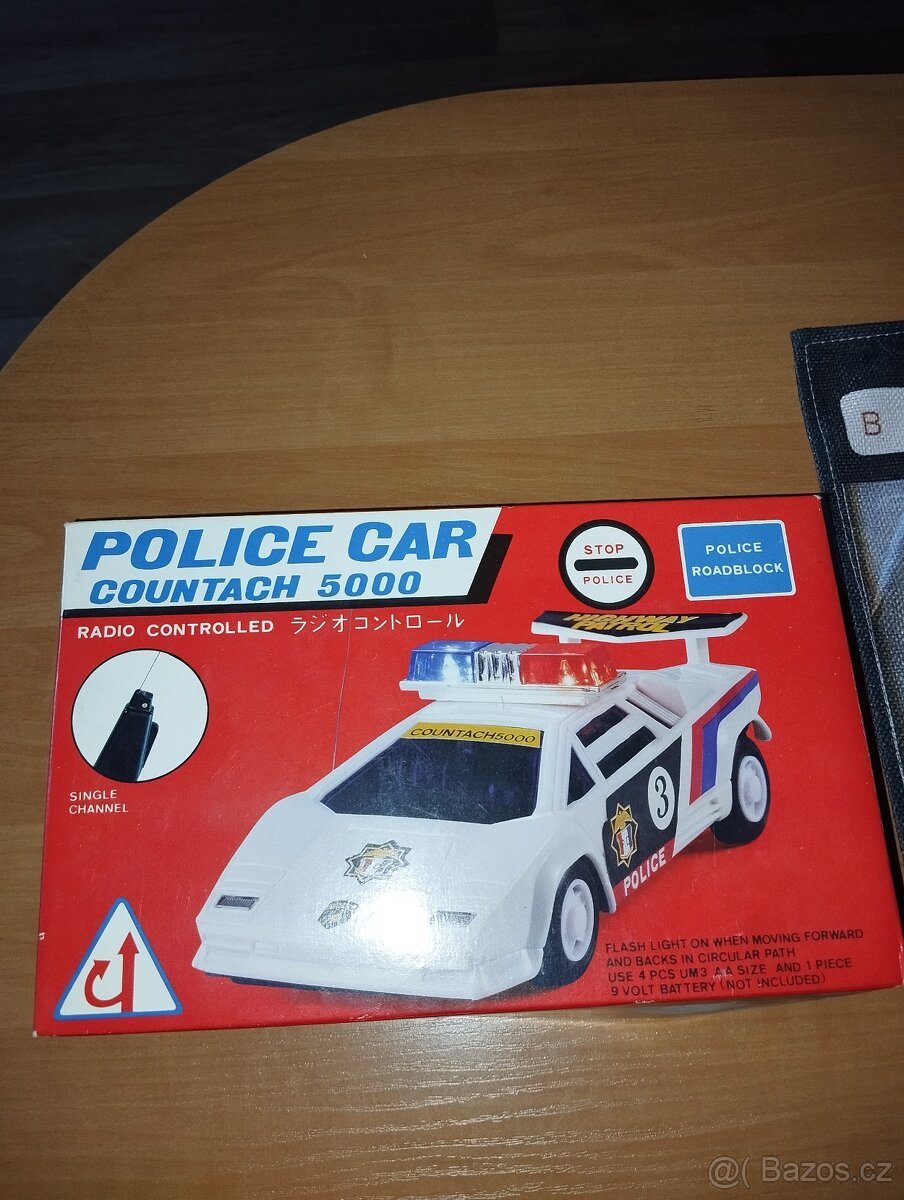 POLICE CAR
COUNTACH 5000
RADIO CONTROLLED ラジオコントロール
STOP
POLICE
POLICE
ROADBLOCK
B
HIGHWAY
PATROL
COUNTACH5000
3
POLICE
SINGLE
CHANNEL
FLASH LIGHT ON WHEN MOVING FORWARD
AND BACKS IN CIRCULAR PATH
USE 4 PCS UM3 AA SIZE AND 1 PIECE
9 VOLT BATTERY (NOT INCLUDED)
@( Bazos.cz